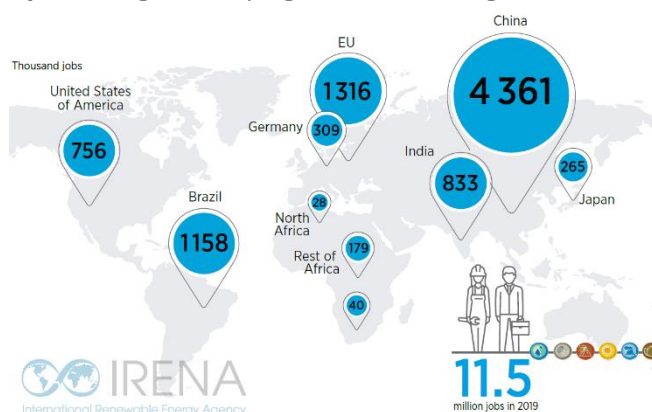 China
EU
Thousand jobs
United States
of America
1 316
4 361
Germany
309
756
India
833
265
Japan
Brazil
28
North
Africa
1158
179
Rest of
Africa
40
IRENA
International Renewable Energy Agency
11.5
million jobs in 2019